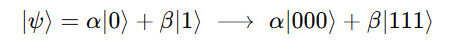 |ψ⟩ = α|0⟩ + β|1⟩ ⟶ α|000⟩ + β|111⟩